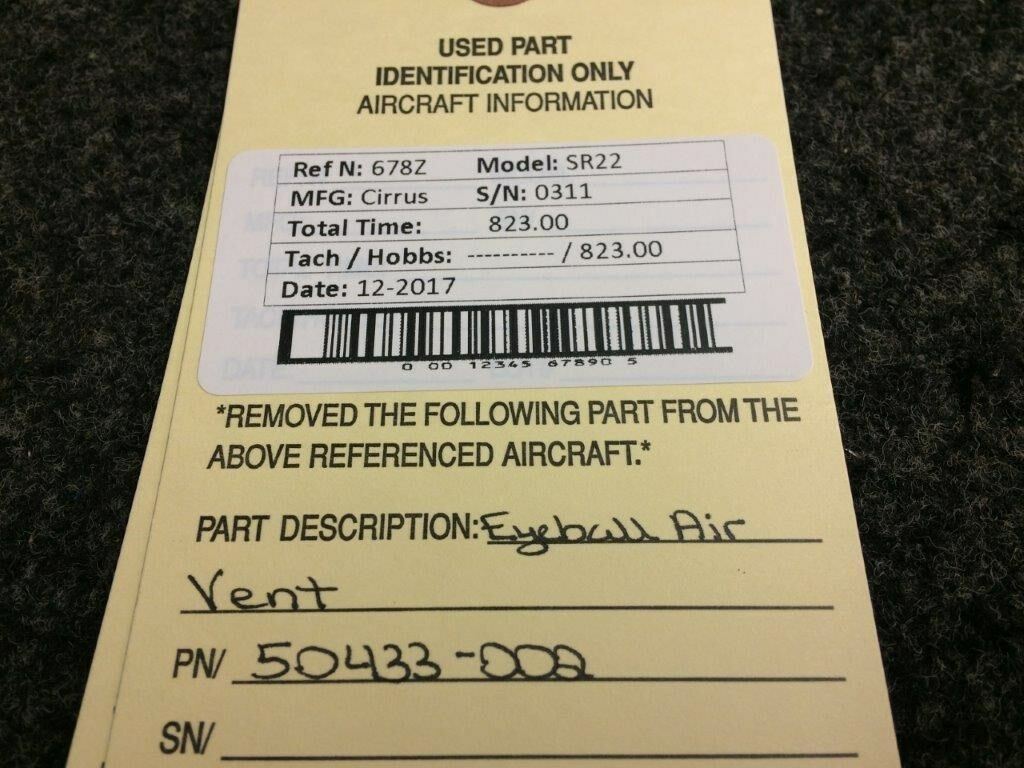 USED PART
IDENTIFICATION ONLY
AIRCRAFT INFORMATION
Ref N: 678Z Model: SR22
MFG: Cirrus S/N: 0311
Total Time: 823.00
Tach / Hobbs: ---------- / 823.00
Date: 12-2017
0 00 12345 67890 5
DATE
*REMOVED THE FOLLOWING PART FROM THE
ABOVE REFERENCED AIRCRAFT.*
PART DESCRIPTION: Eyeball Air
Vent
PN/ 50433-002
SN/